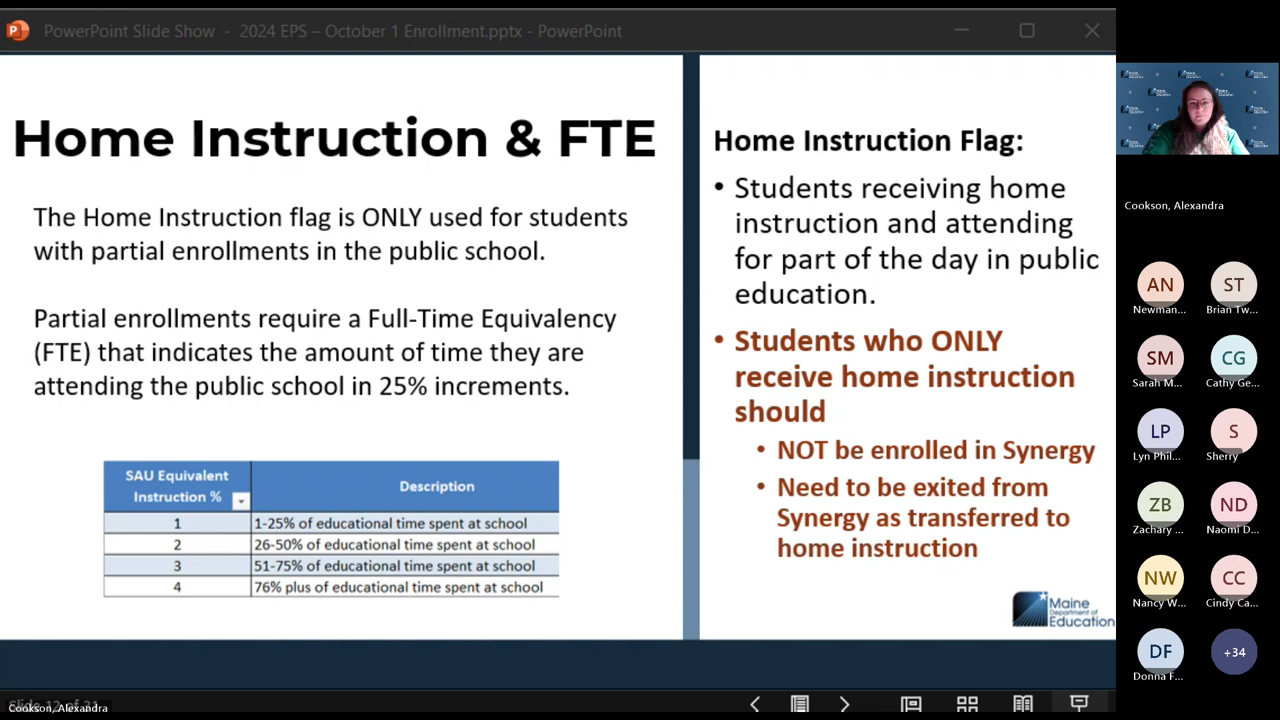 PowerPoint Slide Show - 2024 EPS – October 1 Enrollment.pptx - PowerPoint
Home Instruction & FTE
The Home Instruction flag is ONLY used for students
with partial enrollments in the public school.
Partial enrollments require a Full-Time Equivalency
(FTE) that indicates the amount of time they are
attending the public school in 25% increments.
SAU Equivalent
Instruction %
Description
1 1-25% of educational time spent at school
2 26-50% of educational time spent at school
3 51-75% of educational time spent at school
4 76% plus of educational time spent at school
Home Instruction Flag:
• Students receiving home
instruction and attending
for part of the day in public
education.
• Students who ONLY
receive home instruction
should
• NOT be enrolled in Synergy
• Need to be exited from
Synergy as transferred to
home instruction
Maine
Department of
Education
Cookson, Alexandra
Cookson, Alexandra
AN
Newman...
ST
Brian Tw...
SM
Sarah M...
CG
Cathy Ge...
LP
Lyn Phil...
S
Sherry
ZB
Zachary ...
ND
Naomi D...
NW
Nancy W...
CC
Cindy Ca...
DF
Donna F...
+34